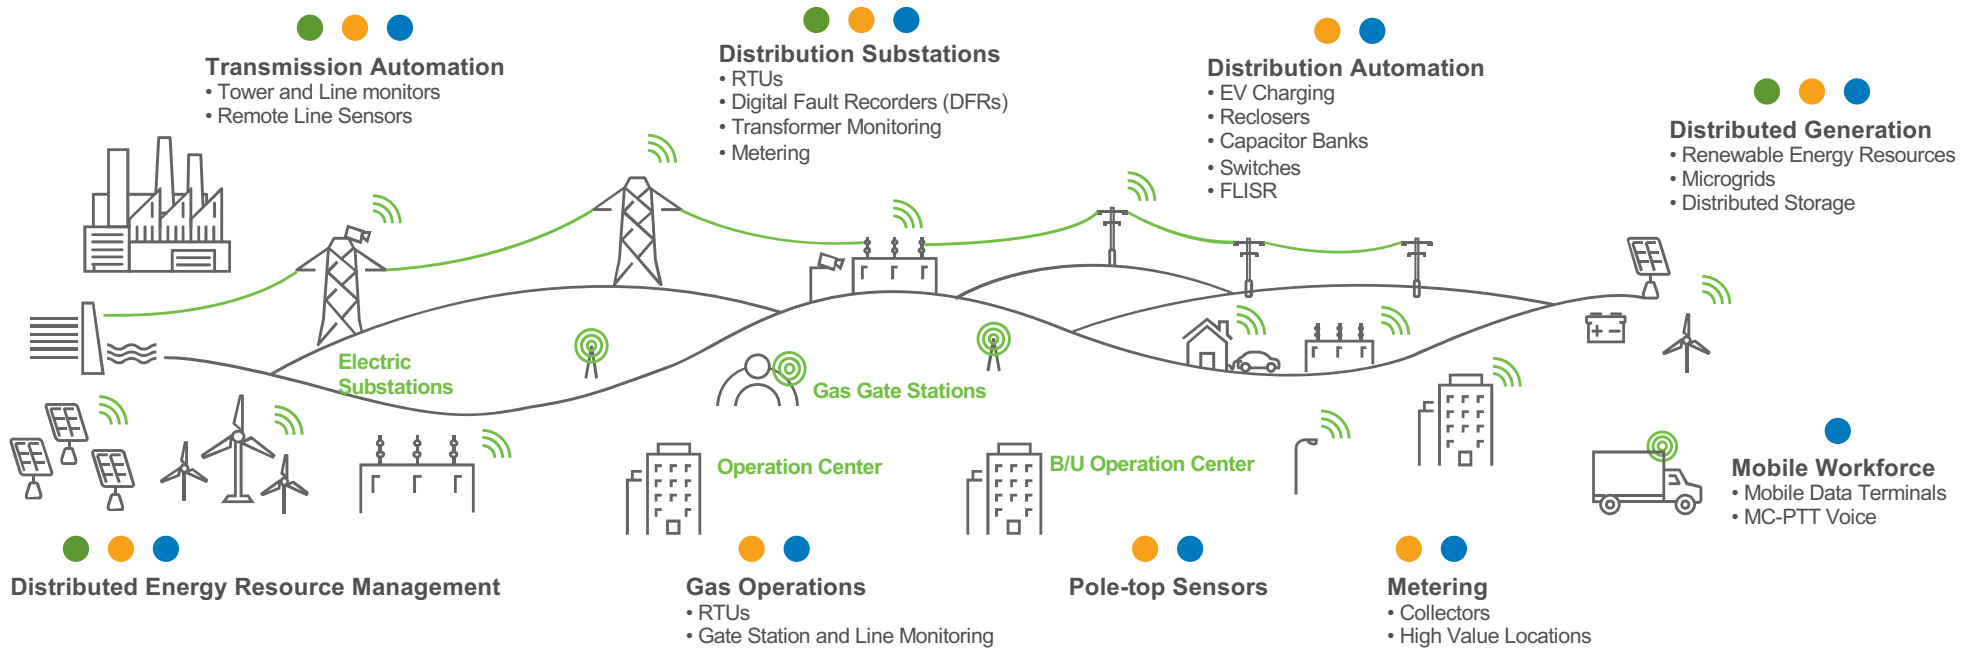 Transmission Automation
• Tower and Line monitors
• Remote Line Sensors
Distribution Substations
• RTUs
• Digital Fault Recorders (DFRs)
• Transformer Monitoring
• Metering
Distribution Automation
• EV Charging
• Reclosers
• Capacitor Banks
• Switches
• FLISR
Distributed Generation
• Renewable Energy Resources
• Microgrids
• Distributed Storage
Electric
Substations
Gas Gate Stations
Operation Center
B/U Operation Center
Mobile Workforce
• Mobile Data Terminals
• MC-PTT Voice
Distributed Energy Resource Management
Gas Operations
• RTUs
• Gate Station and Line Monitoring
Pole-top Sensors
Metering
• Collectors
• High Value Locations